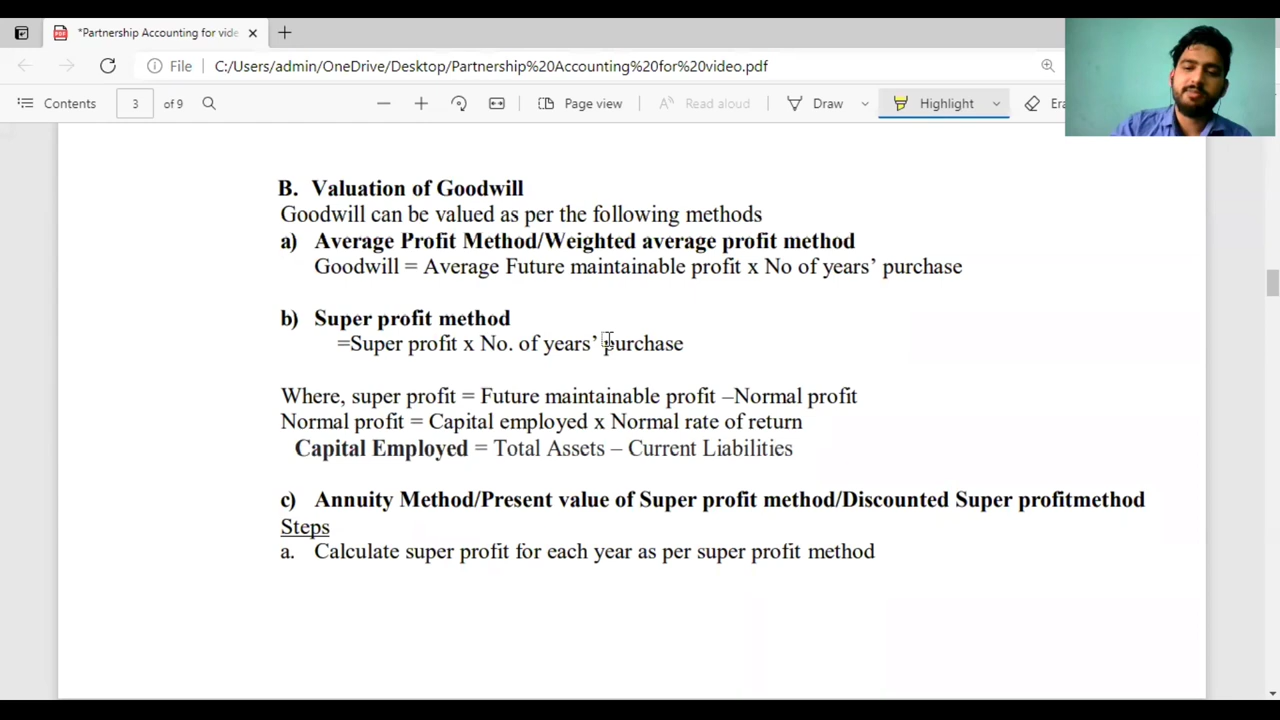 *Partnership Accounting for vide
File
C:/Users/admin/OneDrive/Desktop/Partnership%20Accounting%20for%20video.pdf
Contents 3 of 9 Page view Read aloud Draw Highlight Era
B. Valuation of Goodwill
Goodwill can be valued as per the following methods
a) Average Profit Method/Weighted average profit method
Goodwill = Average Future maintainable profit x No of years’ purchase
b) Super profit method
=Super profit x No. of years’ purchase
Where, super profit = Future maintainable profit –Normal profit
Normal profit = Capital employed x Normal rate of return
Capital Employed = Total Assets – Current Liabilities
c) Annuity Method/Present value of Super profit method/Discounted Super profitmethod
Steps
a. Calculate super profit for each year as per super profit method